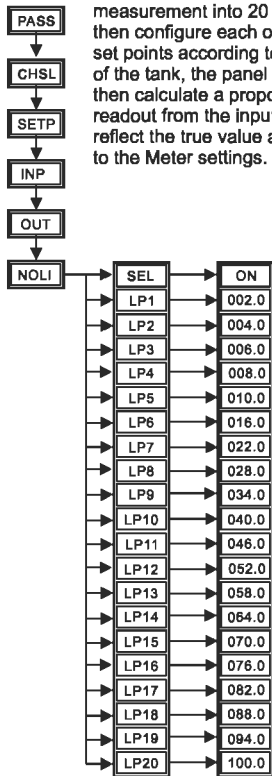 measurement into 20
then configure each o
set points according t
of the tank, the panel
then calculate a propo
readout from the inpu
reflect the true value a
to the Meter settings.
PASS
CHSL
SETP
INP
OUT
NOLI
SEL ON
LP1 002.0
LP2 004.0
LP3 006.0
LP4 008.0
LP5 010.0
LP6 016.0
LP7 022.0
LP8 028.0
LP9 034.0
LP10 040.0
LP11 046.0
LP12 052.0
LP13 058.0
LP14 064.0
LP15 070.0
LP16 076.0
LP17 082.0
LP18 088.0
LP19 094.0
LP20 100.0